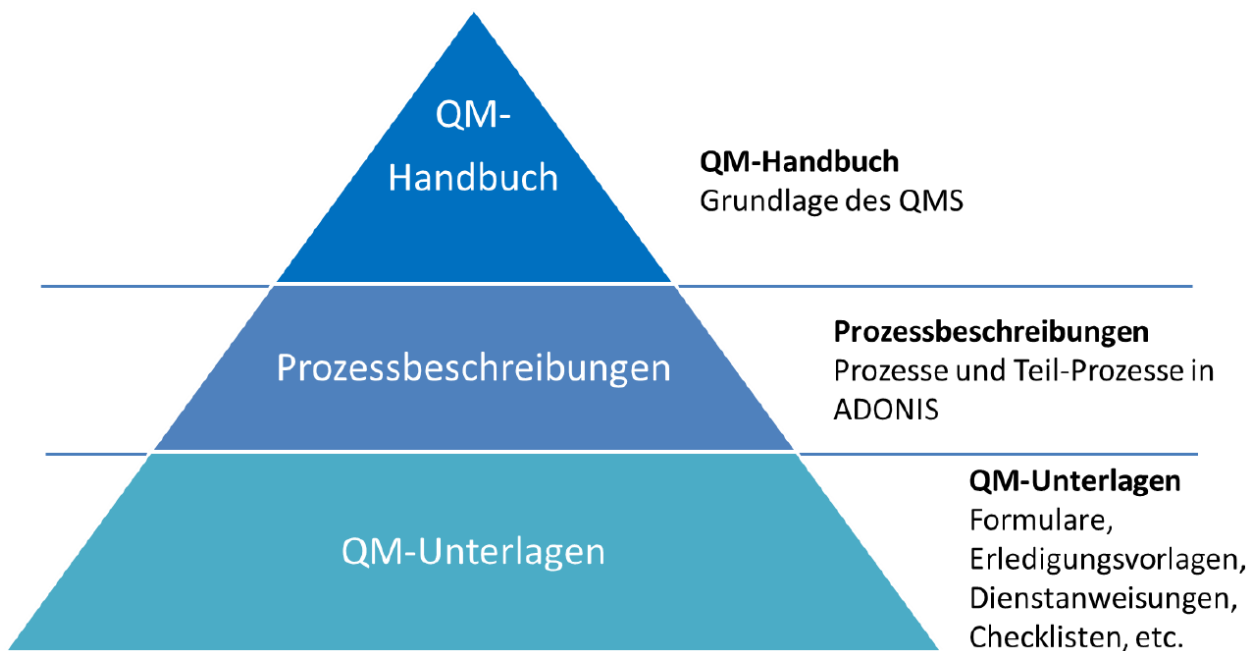 QM-
Handbuch
QM-Handbuch
Grundlage des QMS
Prozessbeschreibungen
Prozessbeschreibungen
Prozesse und Teil-Prozesse in
ADONIS
QM-Unterlagen
QM-Unterlagen
Formulare,
Erledigungsvorlagen,
Dienstanweisungen,
Checklisten, etc.